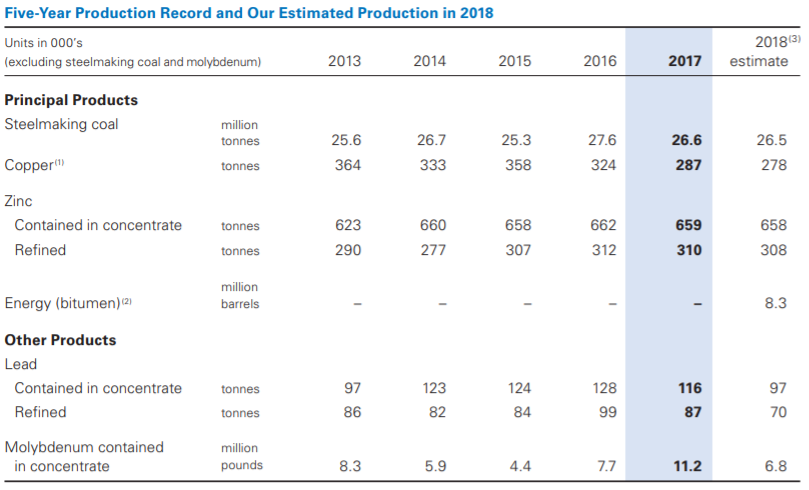 Five-Year Production Record and Our Estimated Production in 2018
Units in 000's 2018(3)
(excluding steelmaking coal and molybdenum) 2013 2014 2015 2016 2017 estimate
Principal Products
Steelmaking coal million
tonnes 25.6 26.7 25.3 27.6 26.6 26.5
Copper(1) tonnes 364 333 358 324 287 278
Zinc
Contained in concentrate tonnes 623 660 658 662 659 658
Refined tonnes 290 277 307 312 310 308
million
Energy (bitumen)(2) barrels – – – – – 8.3
Other Products
Lead
Contained in concentrate tonnes 97 123 124 128 116 97
Refined tonnes 86 82 84 99 87 70
Molybdenum contained million
in concentrate pounds 8.3 5.9 4.4 7.7 11.2 6.8